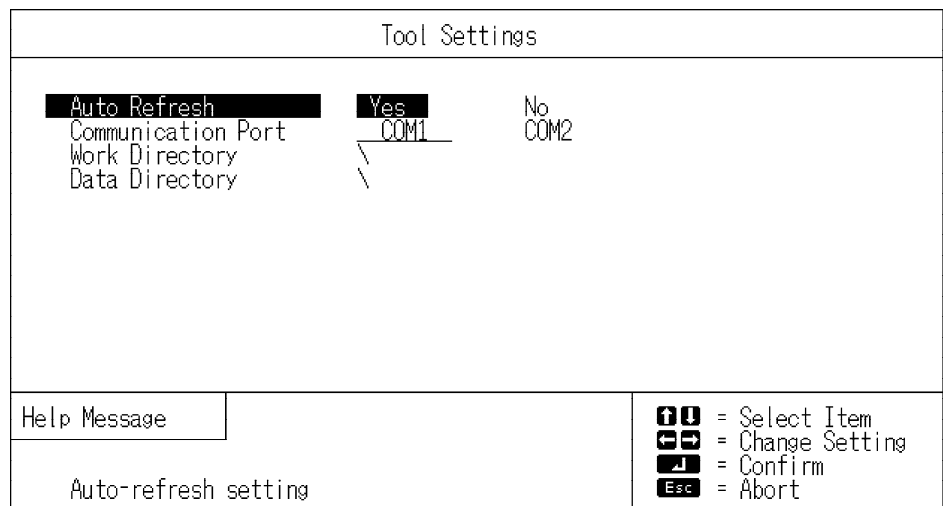 Tool Settings
Auto Refresh Yes No
Communication Port COM1 COM2
Work Directory \
Data Directory \
Help Message
Auto-refresh setting
↑ ↓ = Select Item
← → = Change Setting
↵ = Confirm
Esc = Abort